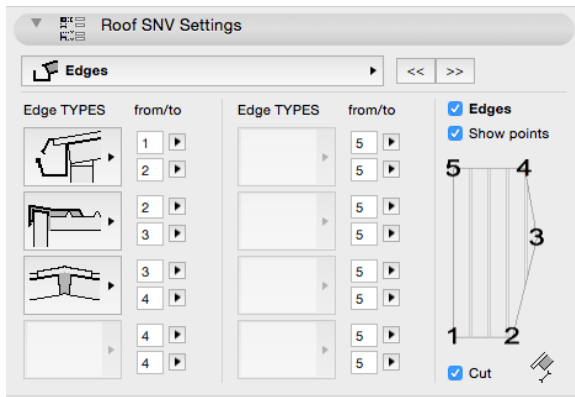 Roof SNV Settings
Edges
<< >>
Edge TYPES from/to Edge TYPES from/to
Edges
Show points
1 5
2 5
2 5
3 5
3 5
4 5
4 5
4 5
5 4
3
1 2
Cut